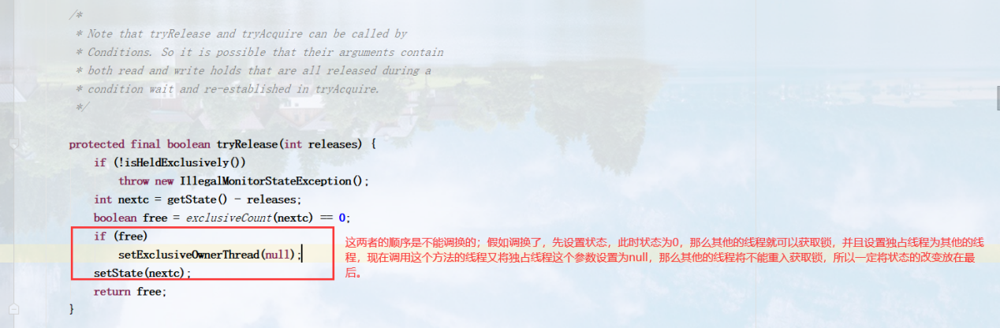 /*
* Note that tryRelease and tryAcquire can be called by
* Conditions. So it is possible that their arguments contain
* both read and write holds that are all released during a
* condition wait and re-established in tryAcquire.
*/
protected final boolean tryRelease(int releases) {
if (!isHeldExclusively())
throw new IllegalMonitorStateException();
int nextc = getState() - releases;
boolean free = exclusiveCount(nextc) == 0;
if (free)
setExclusiveOwnerThread(null);
setState(nextc);
return free;
}
这两者的顺序是不能调换的；假如调换了，先设置状态，此时状态为0，那么其他的线程就可以获取锁，并且设置独占线程为其他的线
程，现在调用这个方法的线程又将独占线程这个参数设置为null，那么其他的线程将不能重入获取锁，所以一定将状态的改变放在最
后。